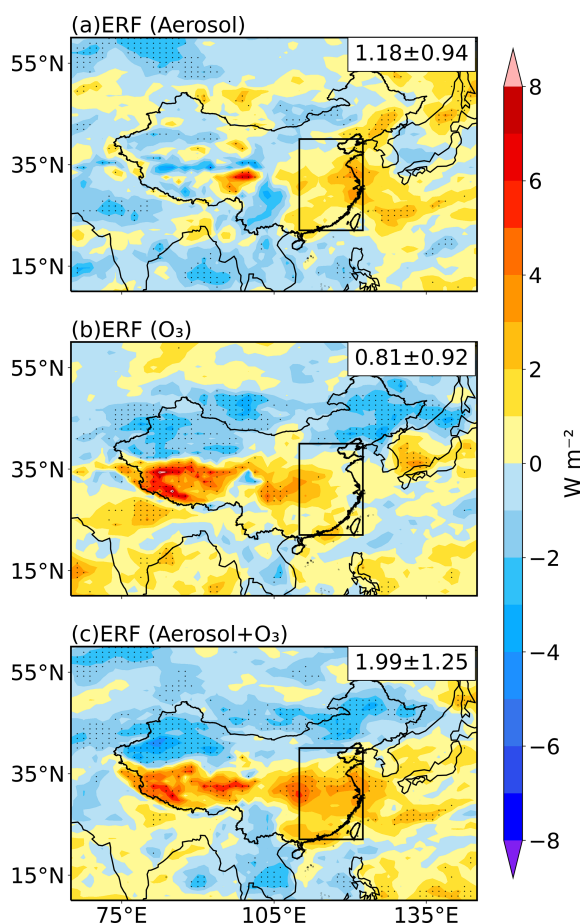 (a)ERF (Aerosol)
1.18±0.94
55°N
35°N
15°N
(b)ERF (O₃)
0.81±0.92
55°N
35°N
15°N
(c)ERF (Aerosol+O₃)
1.99±1.25
55°N
35°N
15°N
75°E 105°E 135°E
8
6
4
2
0
−2
−4
−6
−8
W m⁻²